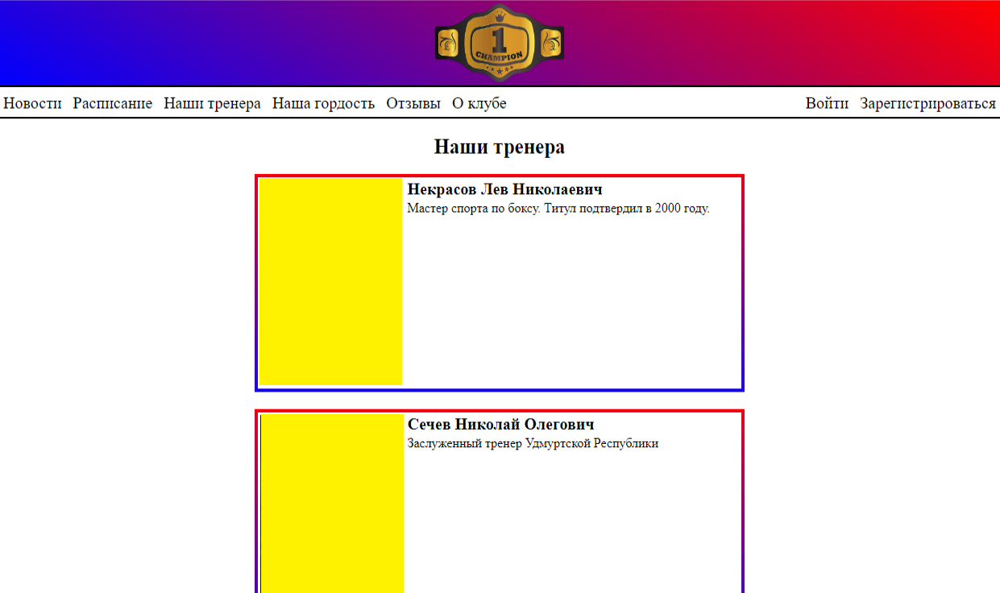 1
CHAMPION
Новости Расписание Наши тренера Наша гордость Отзывы О клубе Войти Зарегистрироваться
Наши тренера
Некрасов Лев Николаевич
Мастер спорта по боксу. Титул подтвердил в 2000 году.
Сечев Николай Олегович
Заслуженный тренер Удмуртской Республики